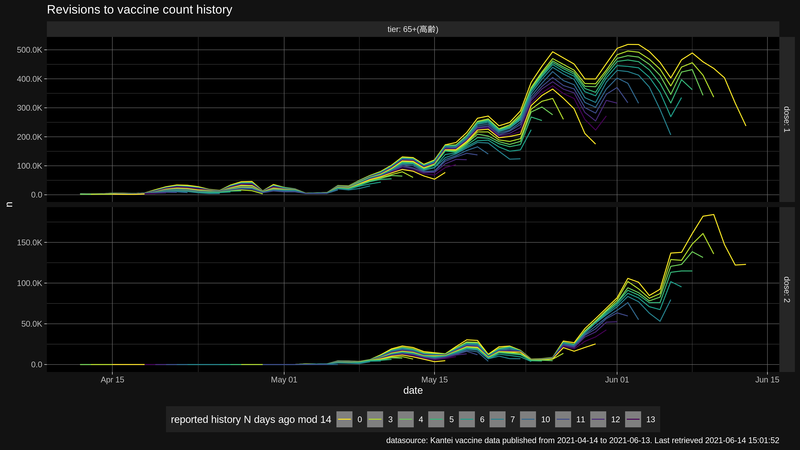 Revisions to vaccine count history
tier: 65+(高齢)
500.0K
400.0K
300.0K
200.0K
100.0K
0.0
dose: 1
n
150.0K
100.0K
50.0K
0.0
dose: 2
Apr 15
May 01
May 15
Jun 01
Jun 15
date
reported history N days ago mod 14 0 3 4 5 6 7 10 11 12 13
datasource: Kantei vaccine data published from 2021-04-14 to 2021-06-13. Last retrieved 2021-06-14 15:01:52